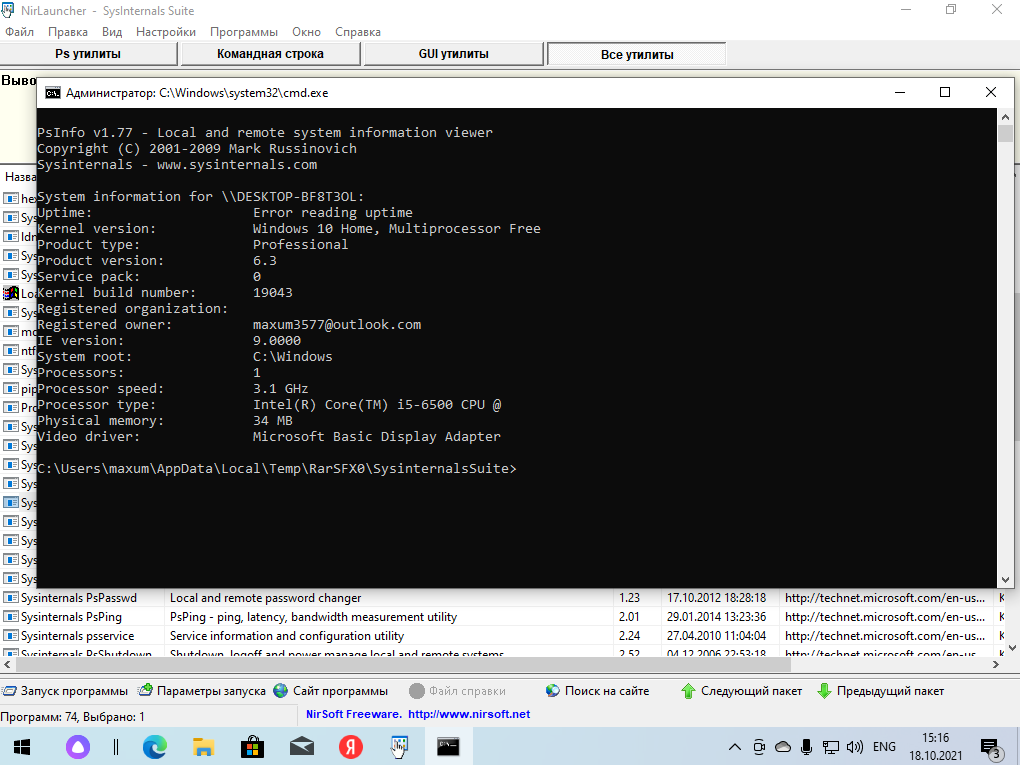 NirLauncher - SysInternals Suite
Файл Правка Вид Настройки Программы Окно Справка
Ps утилиты Командная строка GUI утилиты Все утилиты
Администратор: C:\Windows\system32\cmd.exe
PsInfo v1.77 - Local and remote system information viewer
Copyright (C) 2001-2009 Mark Russinovich
Sysinternals - www.sysinternals.com
System information for \\DESKTOP-BF8T3OL:
Uptime: Error reading uptime
Kernel version: Windows 10 Home, Multiprocessor Free
Product type: Professional
Product version: 6.3
Service pack: 0
Kernel build number: 19043
Registered organization:
Registered owner: maxum3577@outlook.com
IE version: 9.0000
System root: C:\Windows
Processors: 1
Processor speed: 3.1 GHz
Processor type: Intel(R) Core(TM) i5-6500 CPU @
Physical memory: 34 MB
Video driver: Microsoft Basic Display Adapter
C:\Users\maxum\AppData\Local\Temp\RarSFX0\SysinternalsSuite>
Sysinternals PsPasswd Local and remote password changer 1.23 17.10.2012 18:28:18 http://technet.microsoft.com/en-us...
Sysinternals PsPing PsPing - ping, latency, bandwidth measurement utility 2.01 29.01.2014 13:23:36 http://technet.microsoft.com/en-us...
Sysinternals psservice Service information and configuration utility 2.24 27.04.2010 11:04:04 http://technet.microsoft.com/en-us...
Sysinternals PsShutdown Shutdown, logoff and power manage local and remote systems 2.52 04.12.2006 22:53:18 http://technet.microsoft.com/en-us...
Запуск программы Параметры запуска Сайт программы Файл справки Поиск на сайте Следующий пакет Предыдущий пакет
Программ: 74, Выбрано: 1 NirSoft Freeware. http://www.nirsoft.net
ENG 15:16
18.10.2021
3